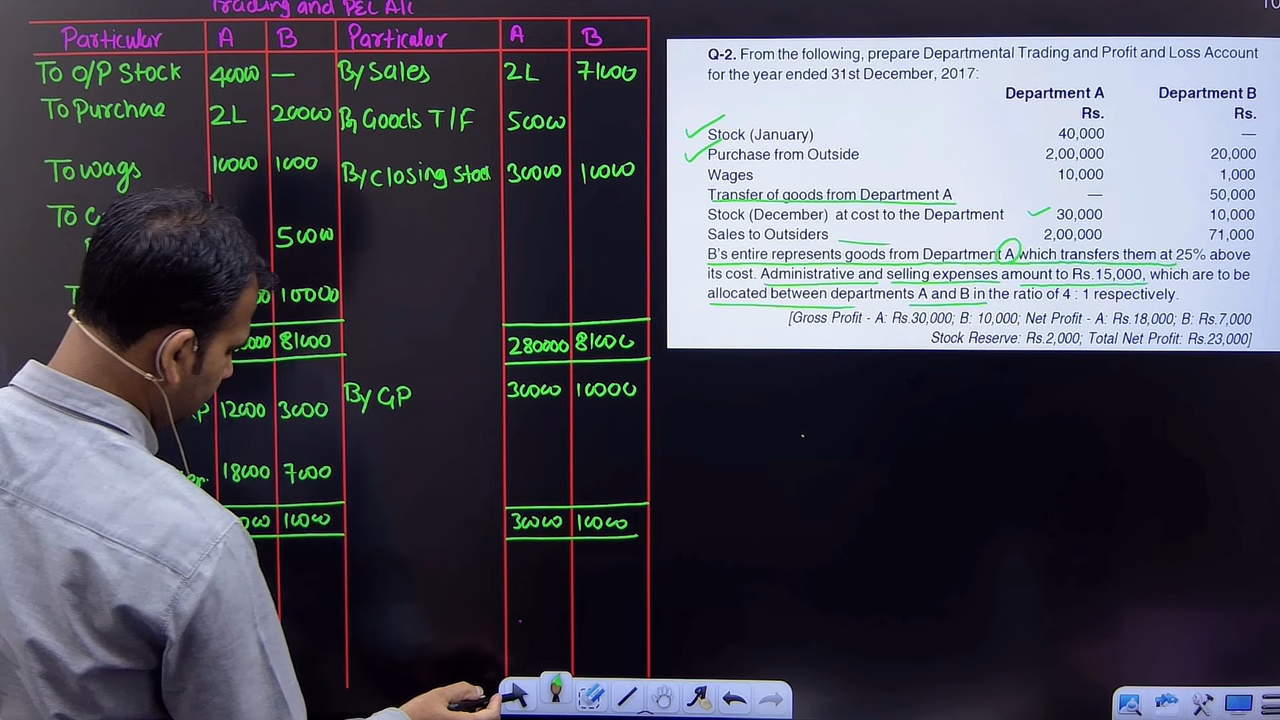 Trading and P&L A/c
Particular A B Particular A B
To O/P Stock 40000 — By Sales 2L 71000
To Purchase 2L 20000 By Goods T/F 50000
To wags 10000 1000 By Closing Stock 30000 10000
To
50000
10000
81000 280000 81000
By GP 30000 10000
12000 3000
18000 7000
10000 30000 10000
Q-2. From the following, prepare Departmental Trading and Profit and Loss Account
for the year ended 31st December, 2017:
Department A Department B
Rs. Rs.
Stock (January) 40,000 —
Purchase from Outside 2,00,000 20,000
Wages 10,000 1,000
Transfer of goods from Department A — 50,000
Stock (December) at cost to the Department 30,000 10,000
Sales to Outsiders 2,00,000 71,000
B's entire represents goods from Department A which transfers them at 25% above
its cost. Administrative and selling expenses amount to Rs.15,000, which are to be
allocated between departments A and B in the ratio of 4 : 1 respectively.
[Gross Profit - A: Rs.30,000; B: 10,000; Net Profit - A: Rs.18,000; B: Rs.7,000
Stock Reserve: Rs.2,000; Total Net Profit: Rs.23,000]